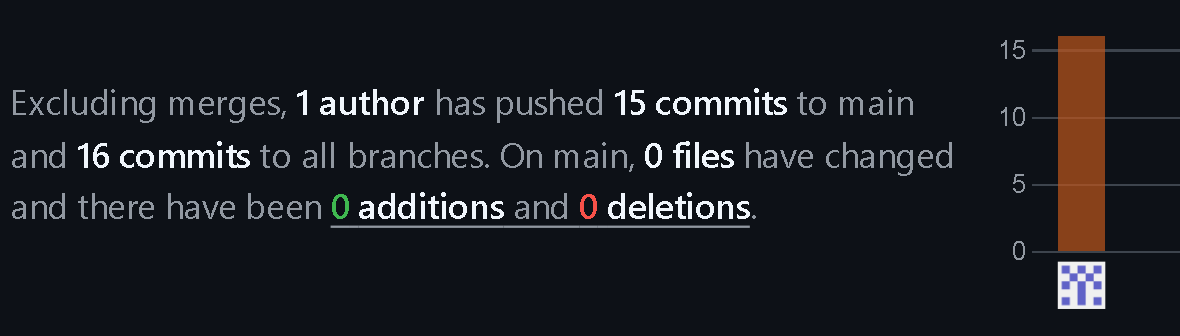 Excluding merges, 1 author has pushed 15 commits to main
and 16 commits to all branches. On main, 0 files have changed
and there have been 0 additions and 0 deletions.
15
10
5
0